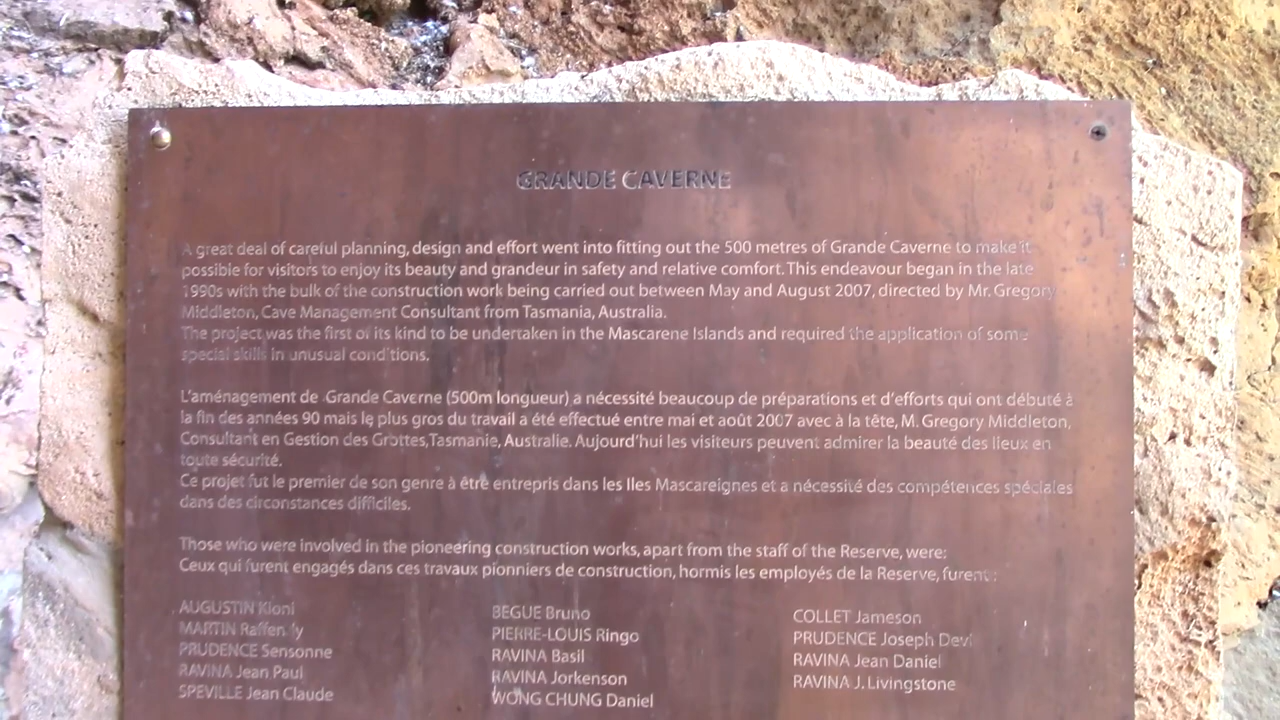 GRANDE CAVERNE
A great deal of careful planning, design and effort went into fitting out the 500 metres of Grande Caverne to make it
possible for visitors to enjoy its beauty and grandeur in safety and relative comfort. This endeavour began in the late
1990s with the bulk of the construction work being carried out between May and August 2007, directed by Mr. Gregory
Middleton, Cave Management Consultant from Tasmania, Australia.
The project was the first of its kind to be undertaken in the Mascarene Islands and required the application of some
special skills in unusual conditions.
L'aménagement de Grande Caverne (500m longueur) a nécessité beaucoup de préparations et d'efforts qui ont débuté à
la fin des années 90 mais le plus gros du travail a été effectué entre mai et août 2007 avec à la tête, M. Gregory Middleton,
Consultant en Gestion des Grottes, Tasmanie, Australie. Aujourd'hui les visiteurs peuvent admirer la beauté des lieux en
toute sécurité.
Ce projet fut le premier de son genre à être entrepris dans les Iles Mascareignes et a nécessité des compétences spéciales
dans des circonstances difficiles.
Those who were involved in the pioneering construction works, apart from the staff of the Reserve, were:
Ceux qui furent engagés dans ces travaux pionniers de construction, hormis les employés de la Reserve, furent :
AUGUSTIN Kioni
MARTIN
PRUDENCE Sensonne
RAVINA Jean Paul
SPEVILLE Jean Claude
BEGUE Bruno
PIERRE-LOUIS Ringo
RAVINA Basil
RAVINA Jorkenson
WONG CHUNG Daniel
COLLET Jameson
PRUDENCE Joseph Devi
RAVINA Jean Daniel
RAVINA J. Livingstone